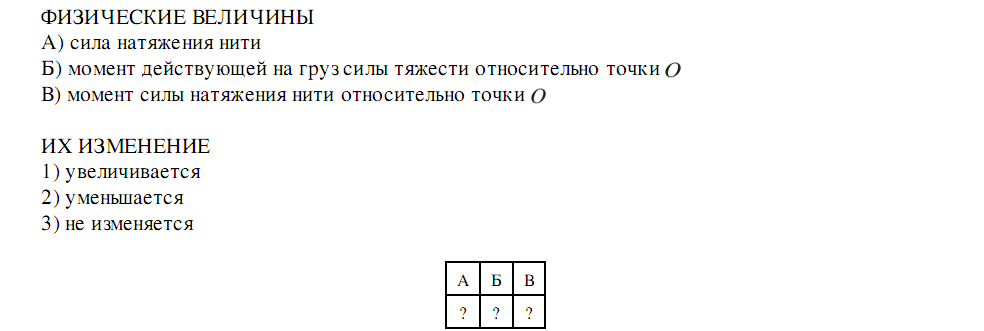 ФИЗИЧЕСКИЕ ВЕЛИЧИНЫ
А) сила натяжения нити
Б) момент действующей на груз силы тяжести относительно точки O
В) момент силы натяжения нити относительно точки O
ИХ ИЗМЕНЕНИЕ
1) увеличивается
2) уменьшается
3) не изменяется
А Б В
? ? ?